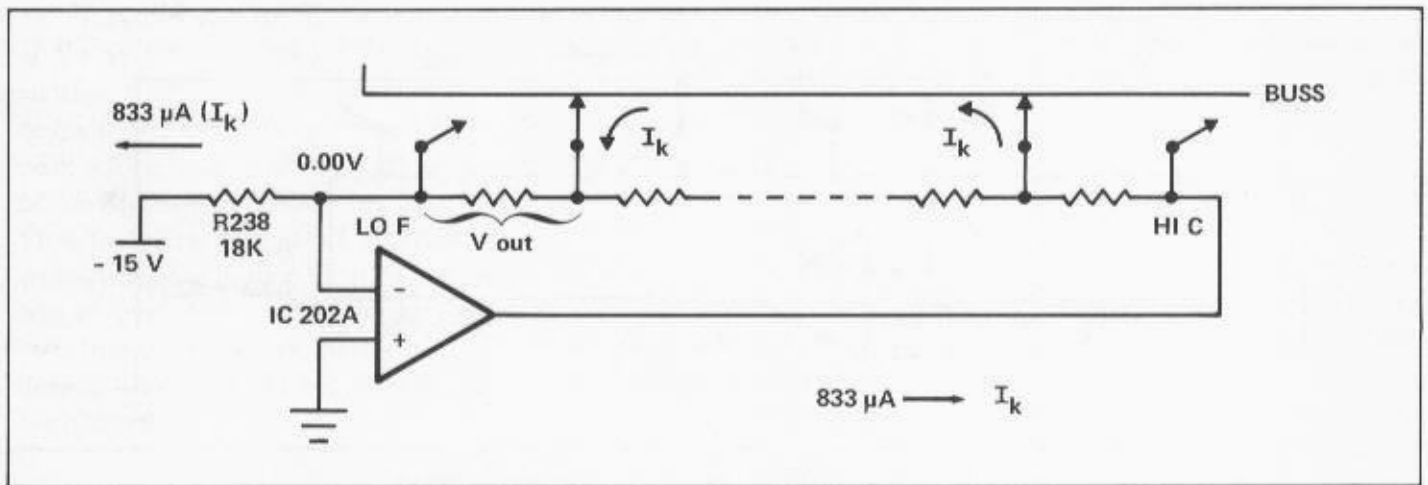 BUSS
833 µA (Iₖ)
Iₖ
Iₖ
0.00V
R238
18K
LO F
V out
HI C
- 15 V
IC 202A
−
+
833 µA
Iₖ